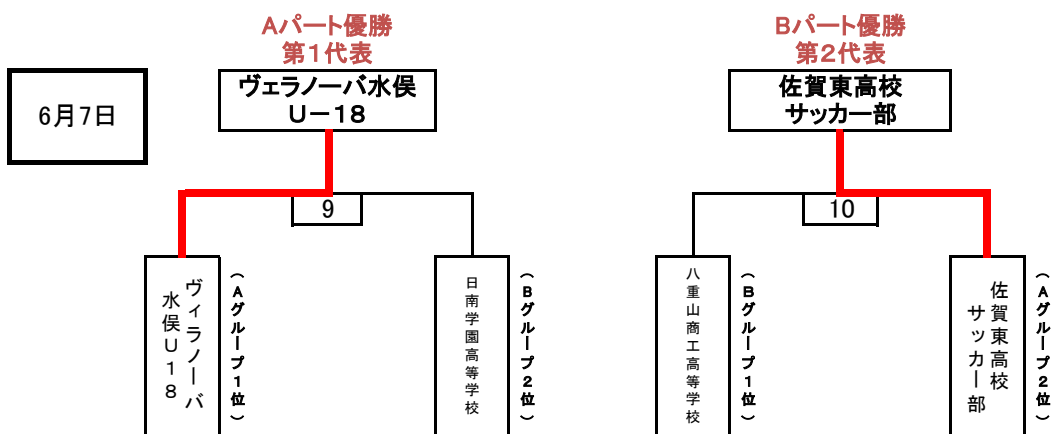 Aパート優勝
第1代表
Bパート優勝
第2代表
6月7日
ヴェラノーバ水俣
U－18
佐賀東高校
サッカー部
9
10
ヴィラノーバ
水俣U18
（Aグループ1位）
日南学園高等学校
（Bグループ2位）
八重山商工高等学校
（Bグループ1位）
佐賀東高校
サッカー部
（Aグループ2位）